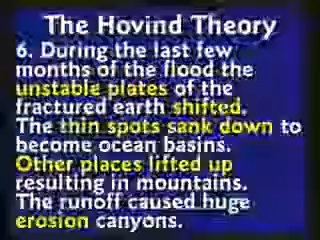 The Hovind Theory
6. During the last few
months of the flood the
unstable plates of the
fractured earth shifted.
The thin spots sank down to
become ocean basins.
Other places lifted up
resulting in mountains.
The runoff caused huge
erosion canyons.